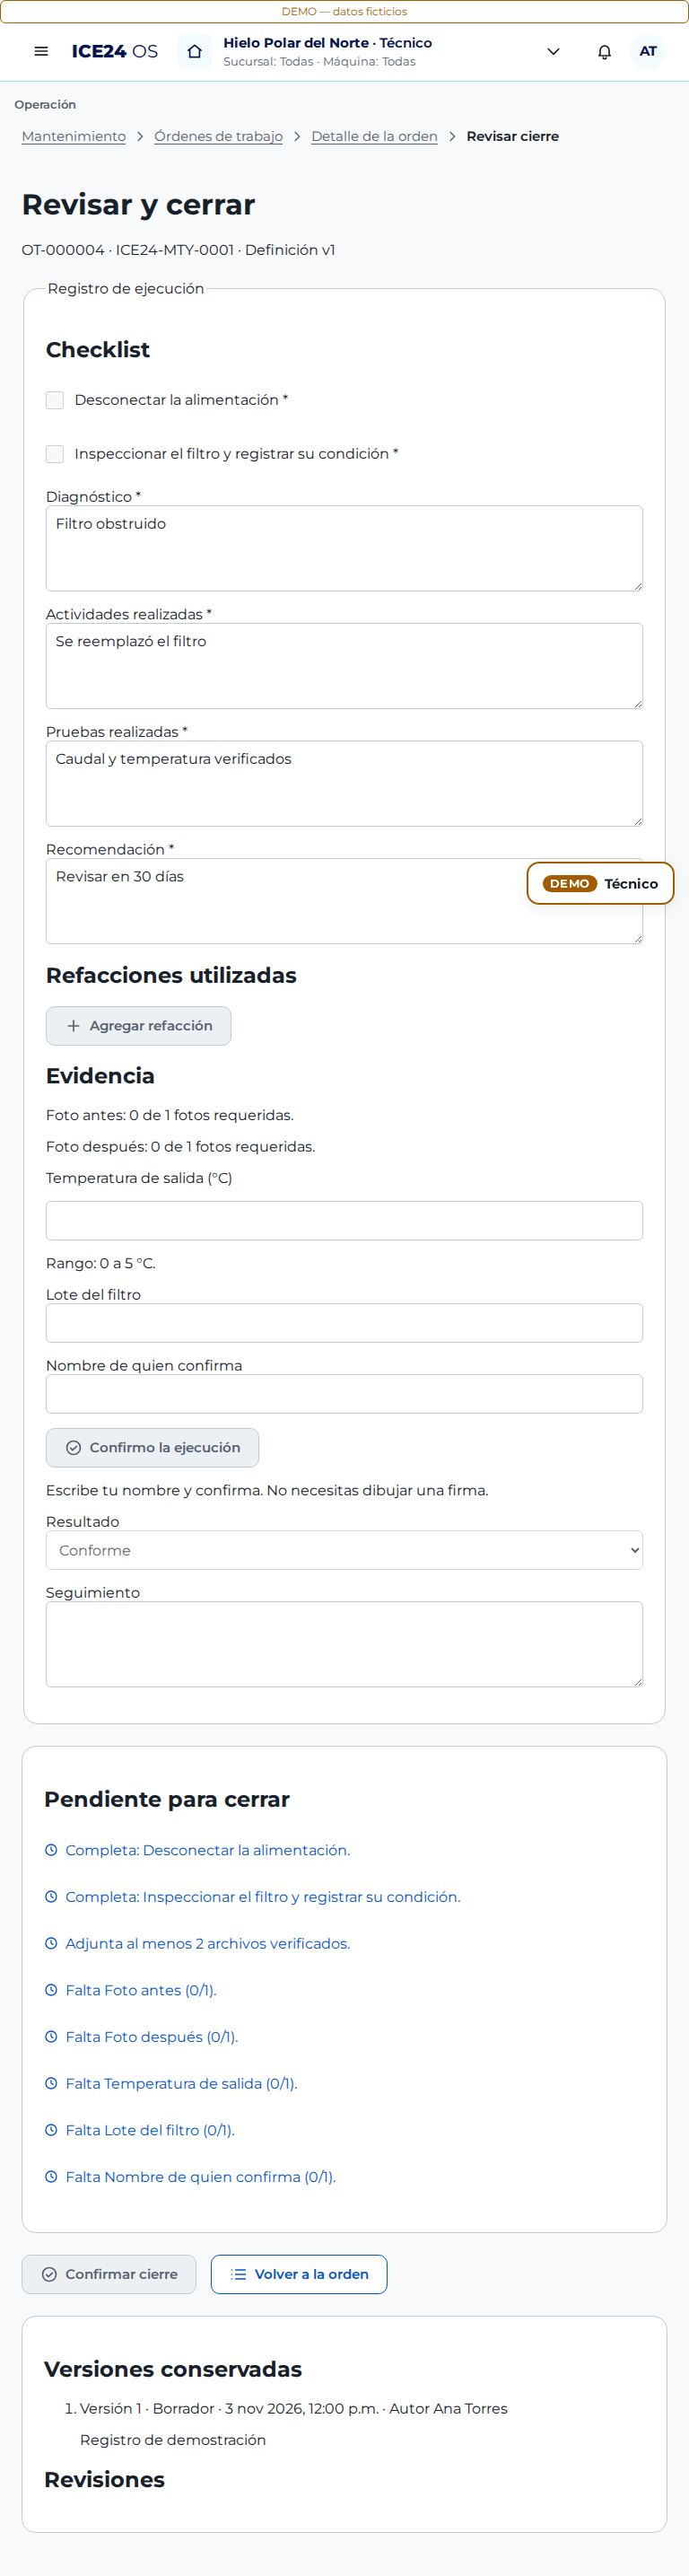 DEMO — datos ficticios
ICE24 OS
Hielo Polar del Norte · Técnico
Sucursal: Todas · Máquina: Todas
AT
Operación
Mantenimiento
Órdenes de trabajo
Detalle de la orden
Revisar cierre
Revisar y cerrar
OT-000004 · ICE24-MTY-0001 · Definición v1
Registro de ejecución
Checklist
Desconectar la alimentación *
Inspeccionar el filtro y registrar su condición *
Diagnóstico *
Filtro obstruido
Actividades realizadas *
Se reemplazó el filtro
Pruebas realizadas *
Caudal y temperatura verificados
Recomendación *
Revisar en 30 días
DEMO Técnico
Refacciones utilizadas
Agregar refacción
Evidencia
Foto antes: 0 de 1 fotos requeridas.
Foto después: 0 de 1 fotos requeridas.
Temperatura de salida (°C)
Rango: 0 a 5 °C.
Lote del filtro
Nombre de quien confirma
Confirmo la ejecución
Escribe tu nombre y confirma. No necesitas dibujar una firma.
Resultado
Conforme
Seguimiento
Pendiente para cerrar
Completa: Desconectar la alimentación.
Completa: Inspeccionar el filtro y registrar su condición.
Adjunta al menos 2 archivos verificados.
Falta Foto antes (0/1).
Falta Foto después (0/1).
Falta Temperatura de salida (0/1).
Falta Lote del filtro (0/1).
Falta Nombre de quien confirma (0/1).
Confirmar cierre
Volver a la orden
Versiones conservadas
1. Versión 1 · Borrador · 3 nov 2026, 12:00 p.m. · Autor Ana Torres
Registro de demostración
Revisiones